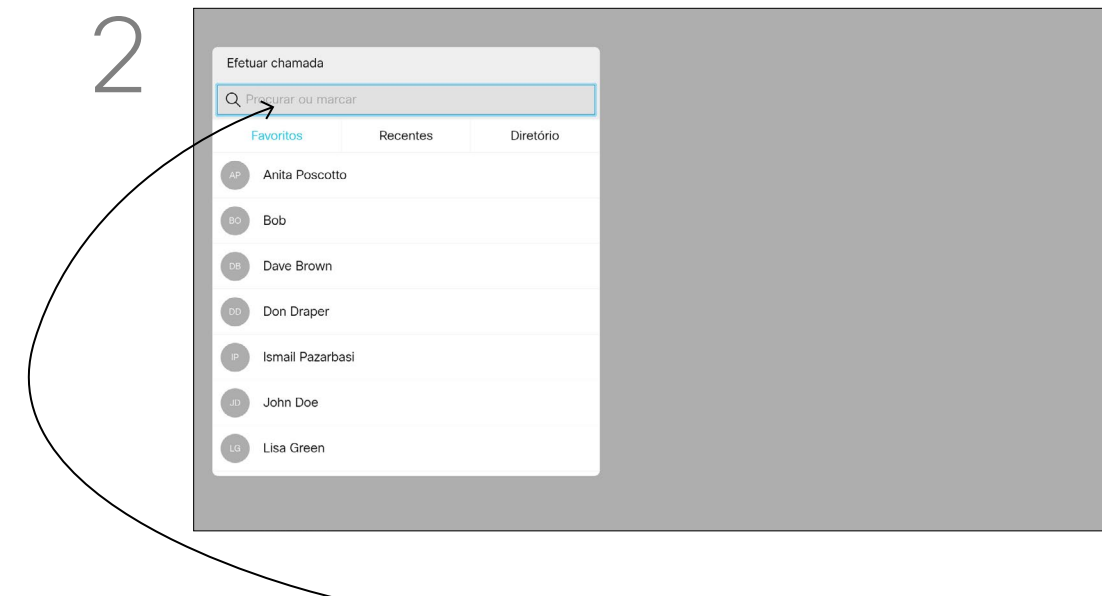 2
Efetuar chamada
Procurar ou marcar
Favoritos Recentes Diretório
AP Anita Poscotto
BO Bob
DB Dave Brown
DD Don Draper
IP Ismail Pazarbasi
JD John Doe
LG Lisa Green